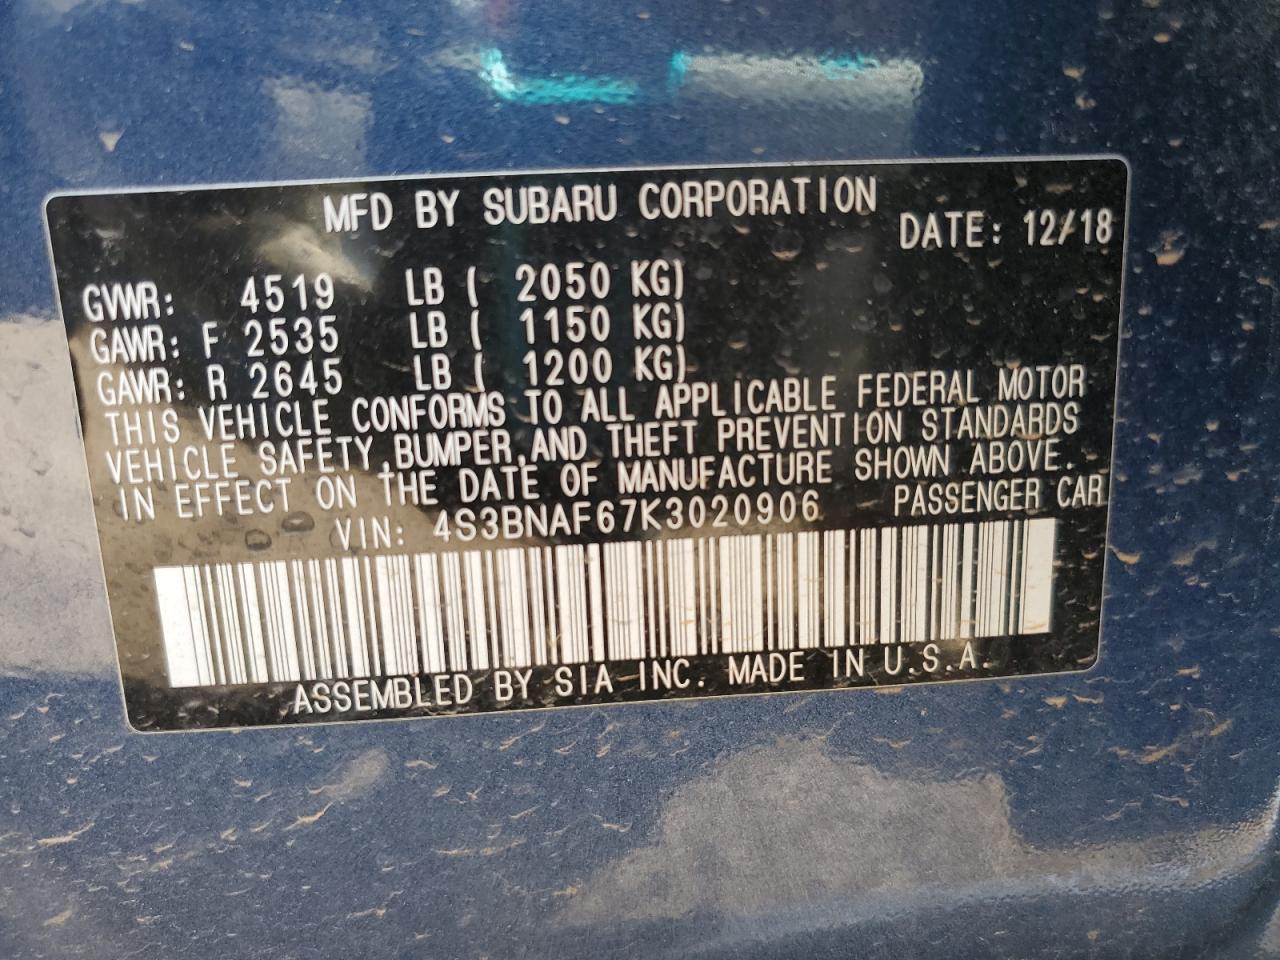 MFD BY SUBARU CORPORATION
DATE: 12/18
GVWR: 4519 LB ( 2050 KG)
GAWR: F 2535 LB ( 1150 KG)
GAWR: R 2645 LB ( 1200 KG)
THIS VEHICLE CONFORMS TO ALL APPLICABLE FEDERAL MOTOR
VEHICLE SAFETY,BUMPER,AND THEFT PREVENTION STANDARDS
IN EFFECT ON THE DATE OF MANUFACTURE SHOWN ABOVE.
VIN: 4S3BNAF67K3020906 PASSENGER CAR
ASSEMBLED BY SIA INC. MADE IN U.S.A.